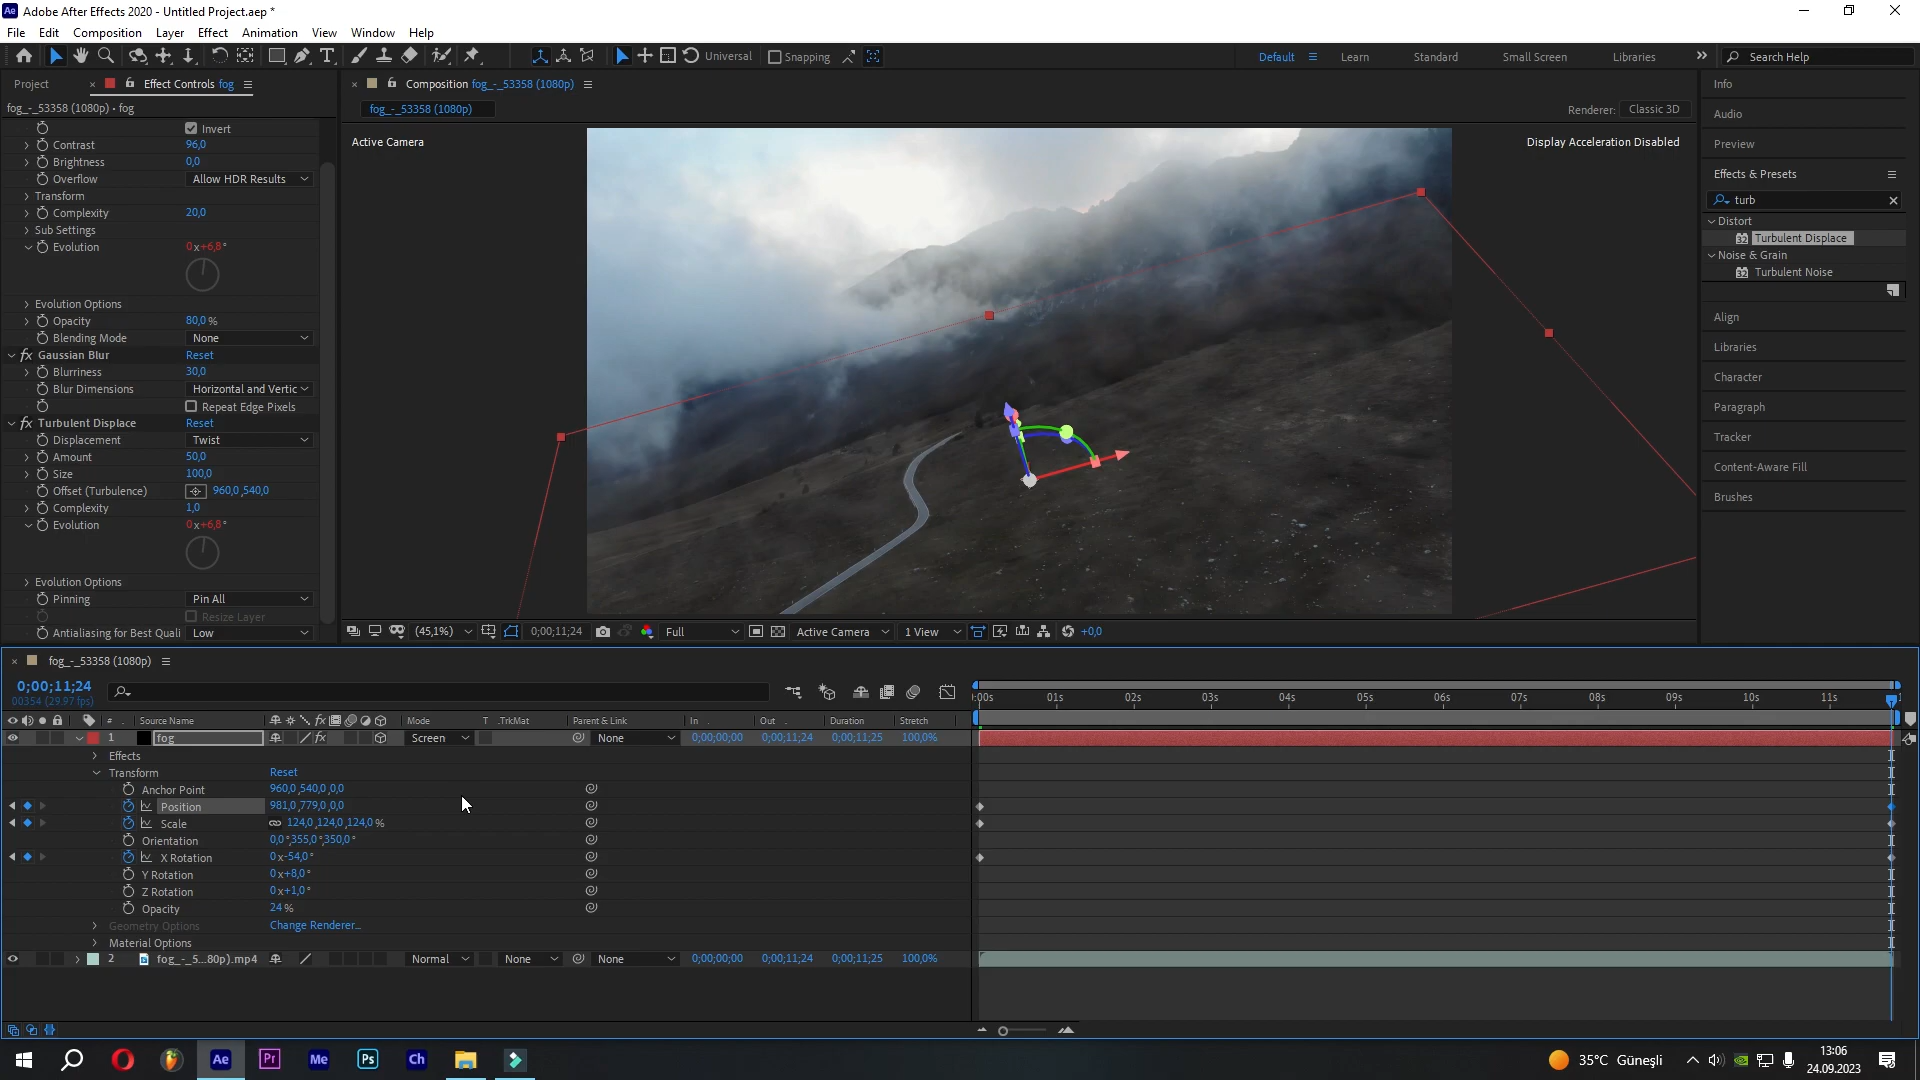 Adobe After Effects 2020 - Untitled Project.aep *
File Edit Composition Layer Effect Animation View Window Help
Universal Snapping Default Learn Standard Small Screen Libraries Search Help
Project Effect Controls fog Composition fog_-_53358 (1080p) Info
fog_-_53358 (1080p) • fog fog_-_53358 (1080p) Renderer: Classic 3D Audio
Active Camera Display Acceleration Disabled Preview
Invert
Contrast 96,0
Brightness 0,0
Overflow Allow HDR Results
Transform
Complexity 20,0
Sub Settings
Evolution 0x+6,8°
Evolution Options
Opacity 80,0 %
Blending Mode None
Gaussian Blur Reset
Blurriness 30,0
Blur Dimensions Horizontal and Vertic
Repeat Edge Pixels
Turbulent Displace Reset
Displacement Twist
Amount 50,0
Size 100,0
Offset (Turbulence) 960,0,540,0
Complexity 1,0
Evolution 0x+6,8°
Evolution Options
Pinning Pin All
Resize Layer
Antialiasing for Best Quali Low
Effects & Presets
turb
Distort
32 Turbulent Displace
Noise & Grain
32 Turbulent Noise
Align
Libraries
Character
Paragraph
Tracker
Content-Aware Fill
Brushes
(45,1%) 0;00;11;24 Full Active Camera 1 View +0,0
fog_-_53358 (1080p)
0;00;11;24
00354 (29.97 fps)
:00s 01s 02s 03s 04s 05s 06s 07s 08s 09s 10s 11s
# Source Name Mode T .TrkMat Parent & Link In Out Duration Stretch
1 fog Screen None 0;00;00;00 0;00;11;24 0;00;11;25 100,0%
Effects
Transform Reset
Anchor Point 960,0,540,0,0,0
Position 981,0,779,0,0,0
Scale 124,0,124,0,124,0 %
Orientation 0,0°,355,0°,350,0°
X Rotation 0x-54,0°
Y Rotation 0x+8,0°
Z Rotation 0x+1,0°
Opacity 24 %
Geometry Options Change Renderer...
Material Options
2 fog_-_5...80p).mp4 Normal None None 0;00;00;00 0;00;11;24 0;00;11;25 100,0%
Ae Pr Me Ps Ch 35°C Güneşli 13:06
24.09.2023